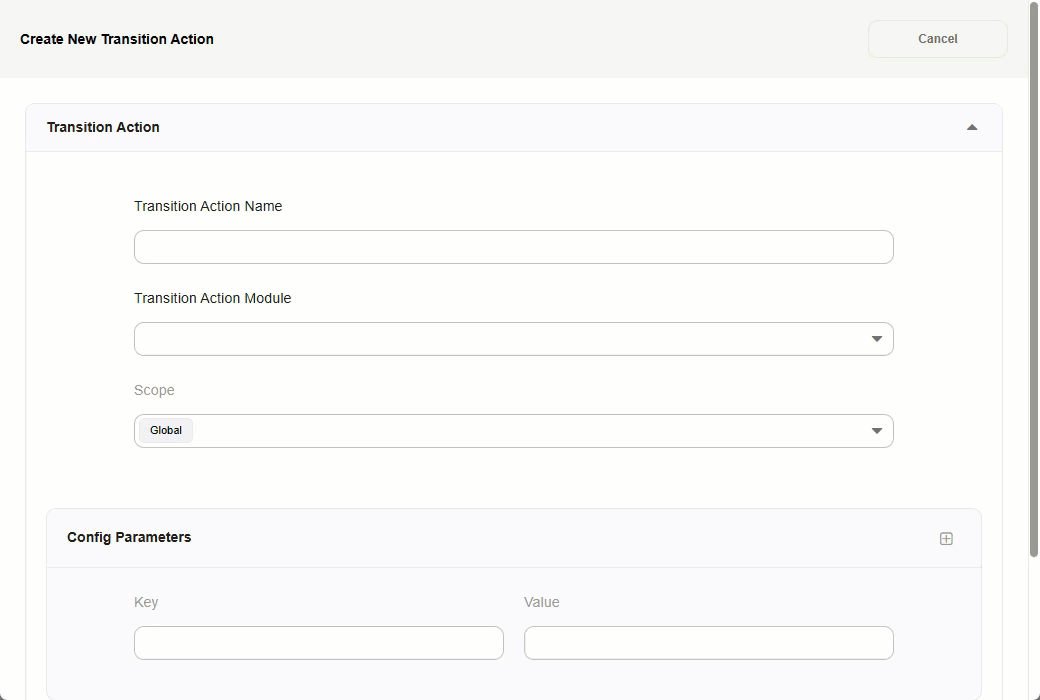 Create New Transition Action
Cancel
Transition Action
Transition Action Name
Transition Action Module
Scope
Global
Config Parameters
Key Value